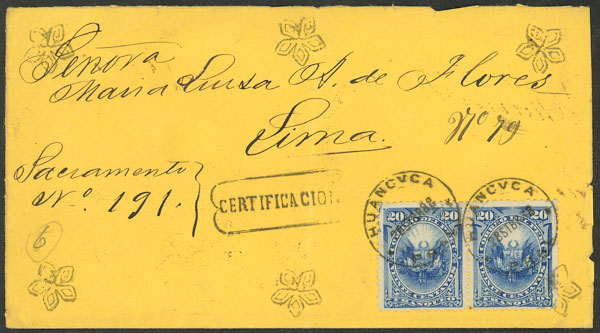 Señora
Maria Luisa A. de Flores
Lima.
Nº 79
Sacramento
Nº 191.
6
CERTIFICACION
HUANCVCA
HUANCVCA
20 20
20 20